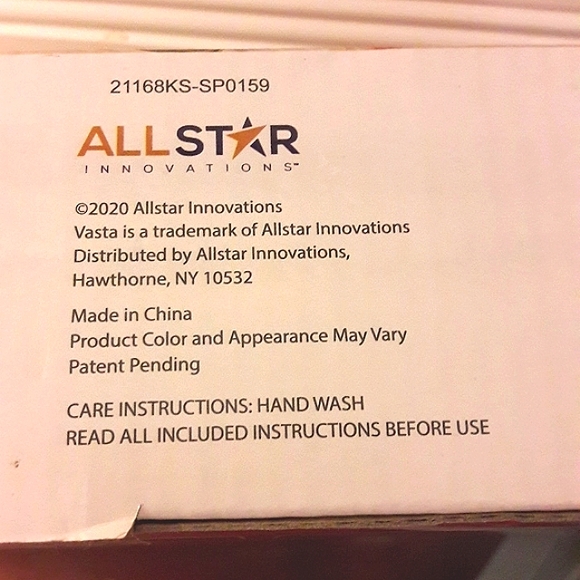 21168KS-SP0159
ALLSTAR
INNOVATIONS™
©2020 Allstar Innovations
Vasta is a trademark of Allstar Innovations
Distributed by Allstar Innovations,
Hawthorne, NY 10532
Made in China
Product Color and Appearance May Vary
Patent Pending
CARE INSTRUCTIONS: HAND WASH
READ ALL INCLUDED INSTRUCTIONS BEFORE USE